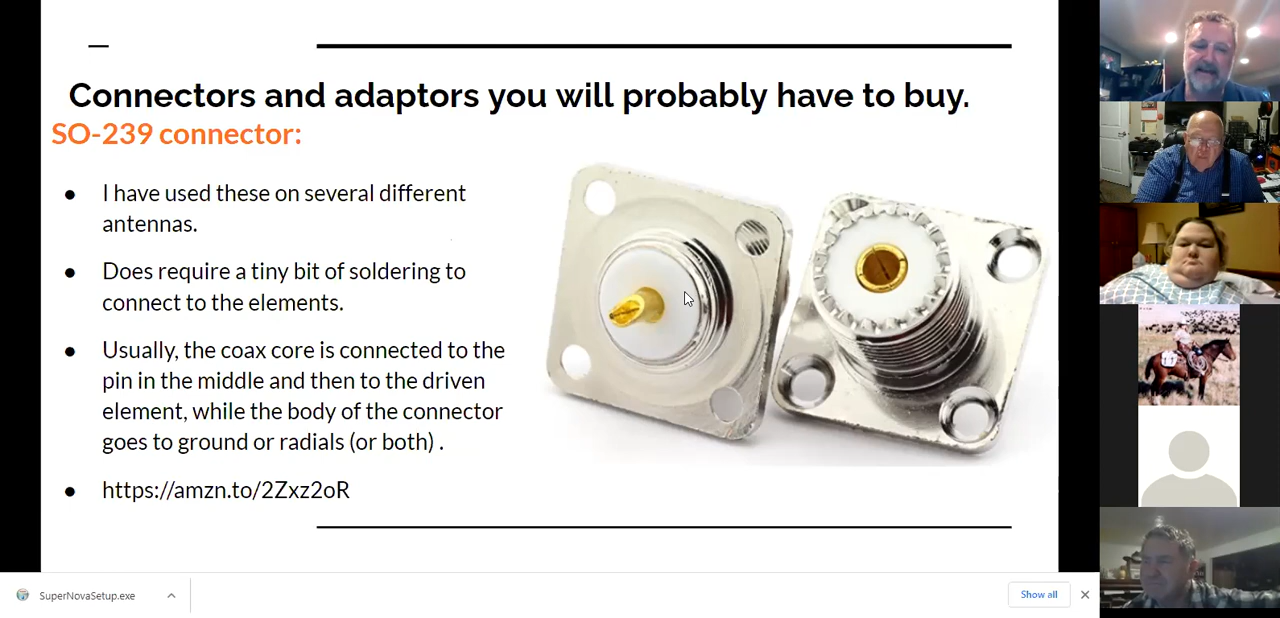 Connectors and adaptors you will probably have to buy.
SO-239 connector:
● I have used these on several different
antennas.
● Does require a tiny bit of soldering to
connect to the elements.
● Usually, the coax core is connected to the
pin in the middle and then to the driven
element, while the body of the connector
goes to ground or radials (or both) .
● https://amzn.to/2Zxz2oR
SuperNovaSetup.exe
Show all